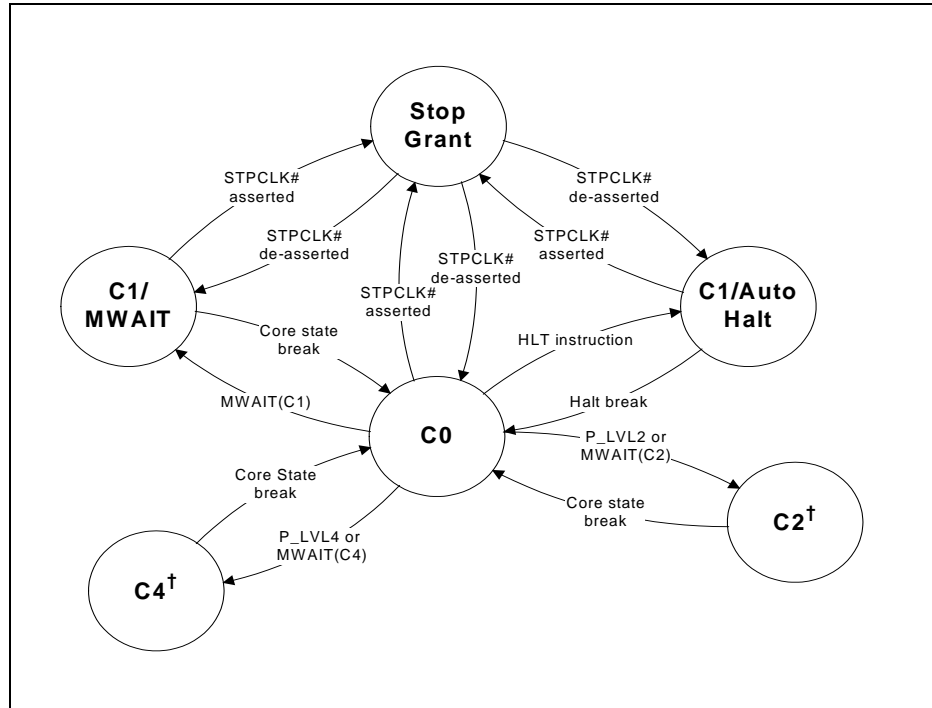 Stop
Grant
STPCLK#
asserted
STPCLK#
de-asserted
STPCLK#
de-asserted
STPCLK#
asserted
STPCLK#
asserted
STPCLK#
de-asserted
C1/
MWAIT
C1/Auto
Halt
Core state
break
HLT instruction
MWAIT(C1)
Halt break
C0
P_LVL2 or
MWAIT(C2)
Core State
break
Core state
break
C2†
P_LVL4 or
MWAIT(C4)
C4†